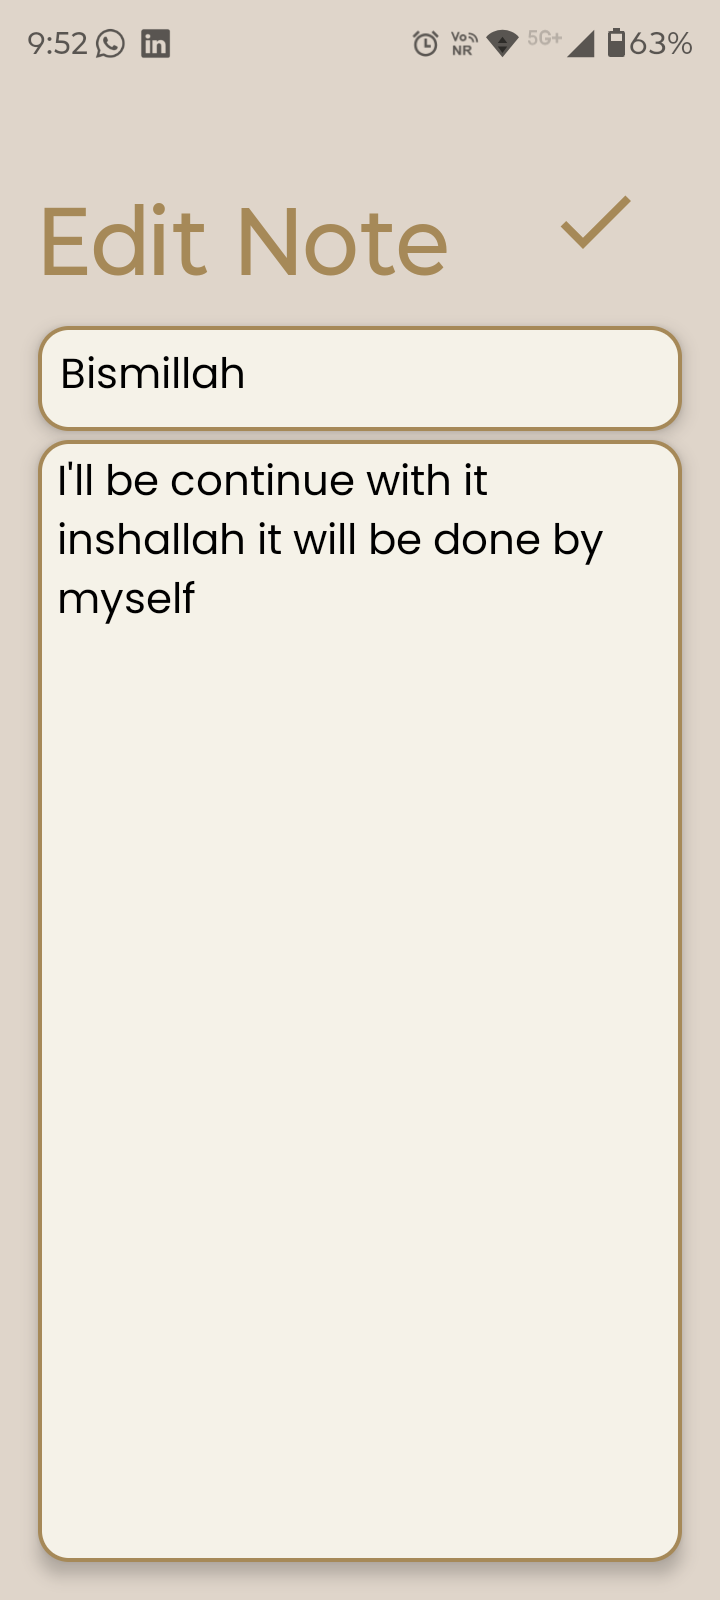 9:52 in Vo NR 5G+ 63%
Edit Note
Bismillah
I'll be continue with it
inshallah it will be done by
myself